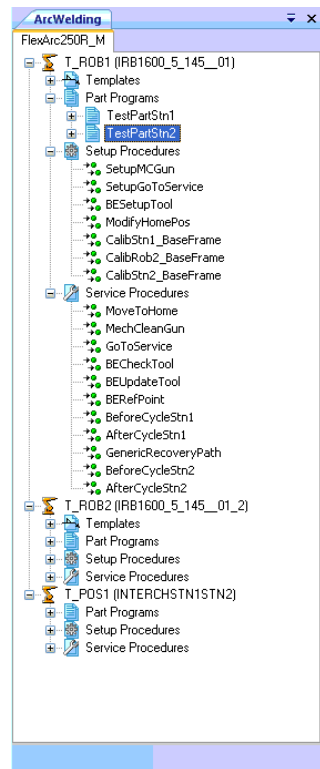 ArcWelding
FlexArc250R_M
T_ROB1 (IRB1600_5_145__01)
Templates
Part Programs
TestPartStn1
TestPartStn2
Setup Procedures
SetupMCGun
SetupGoToService
BESetupTool
ModifyHomePos
CalibStn1_BaseFrame
CalibRob2_BaseFrame
CalibStn2_BaseFrame
Service Procedures
MoveToHome
MechCleanGun
GoToService
BECheckTool
BEUpdateTool
BERefPoint
BeforeCycleStn1
AfterCycleStn1
GenericRecoveryPath
BeforeCycleStn2
AfterCycleStn2
T_ROB2 (IRB1600_5_145__01_2)
Templates
Part Programs
Setup Procedures
Service Procedures
T_POS1 (INTERCHSTN1STN2)
Part Programs
Setup Procedures
Service Procedures